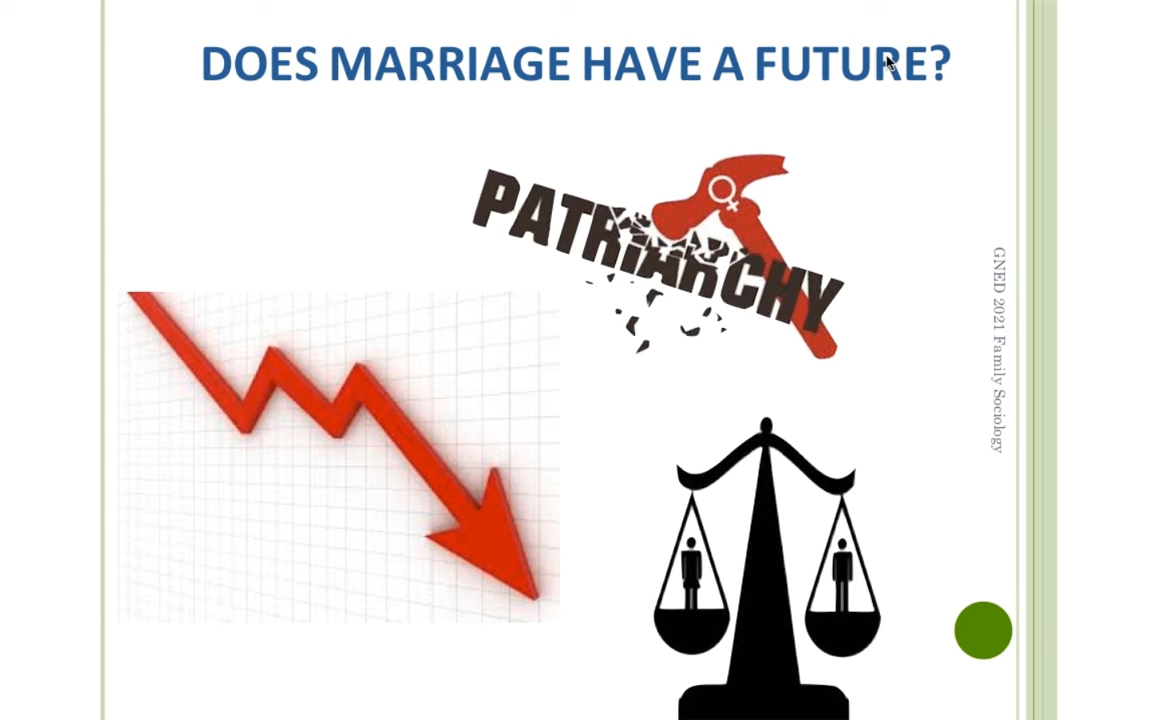 DOES MARRIAGE HAVE A FUTURE?
PATRIARCHY
GNED 2021 Family Sociology